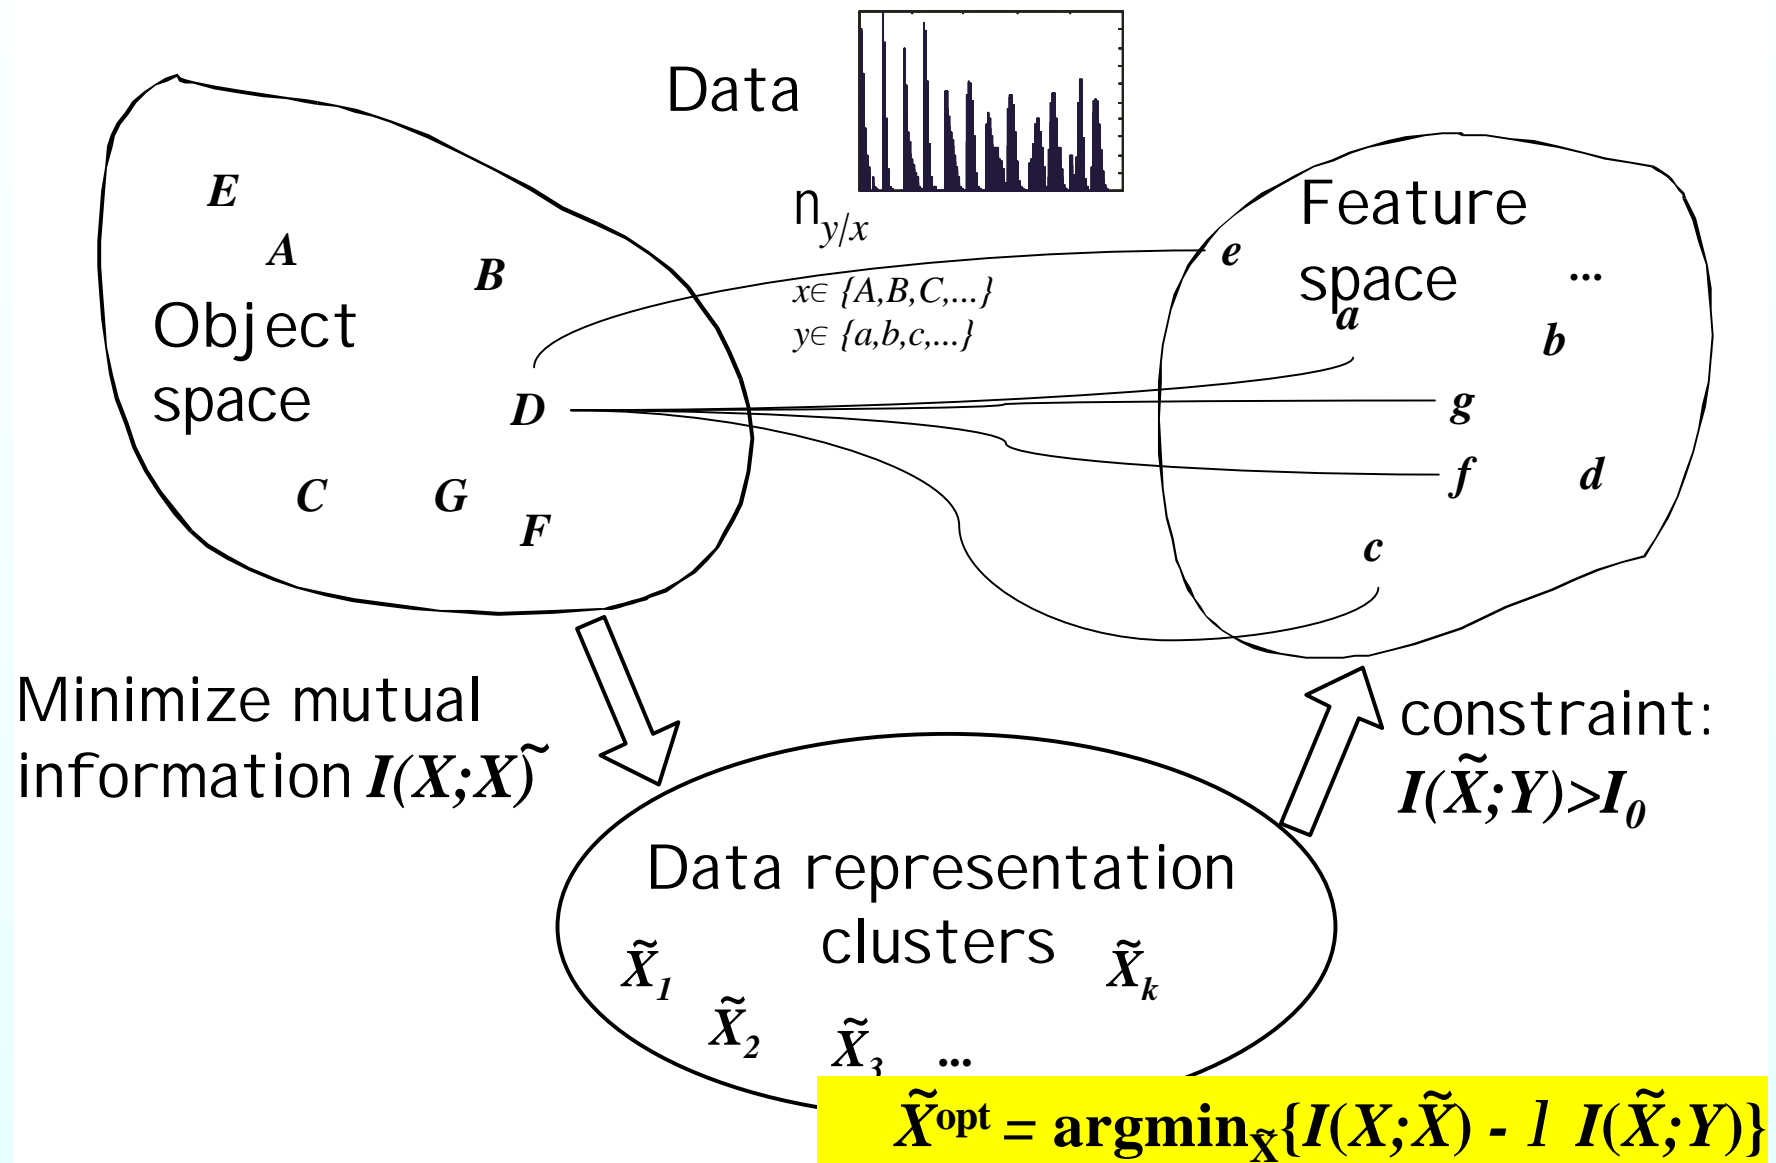 Data
n_{y/x}
x∈ {A,B,C,...}
y∈ {a,b,c,...}
E
A
B
Object
space
D
C
G
F
Feature
space
e
...
a
b
g
f
d
c
Minimize mutual
information I(X;X̃)
constraint:
I(X̃;Y)>I_0
Data representation
clusters
X̃_1
X̃_2
X̃_3
...
X̃_k
X̃^opt = argmin_X̃{I(X;X̃) - l I(X̃;Y)}